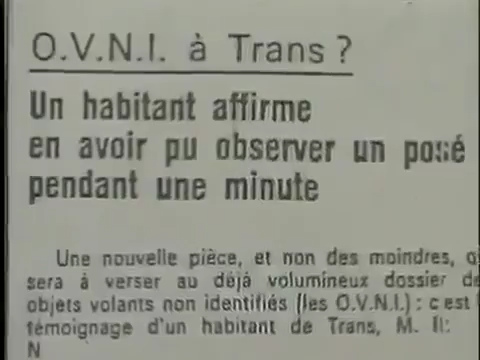 O.V.N.I. à Trans ?
Un habitant affirme
en avoir pu observer un posé
pendant une minute
Une nouvelle pièce, et non des moindres,
sera à verser au déjà volumineux dossier
objets volants non identifiés (les O.V.N.I.) : c'est
témoignage d'un habitant de Trans, M.
N